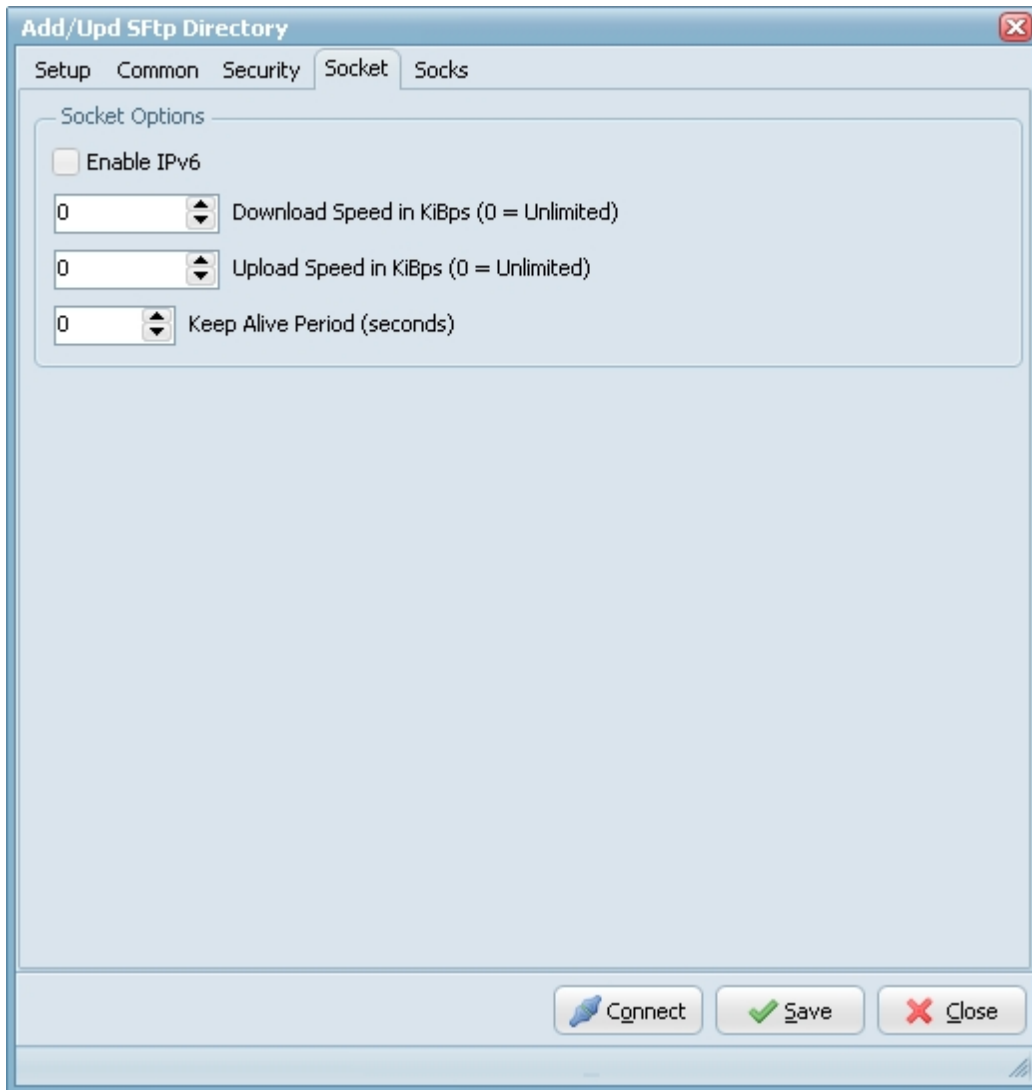 Add/Upd SFtp Directory
Setup Common Security Socket Socks
Socket Options
Enable IPv6
0 Download Speed in KiBps (0 = Unlimited)
0 Upload Speed in KiBps (0 = Unlimited)
0 Keep Alive Period (seconds)
Connect Save Close